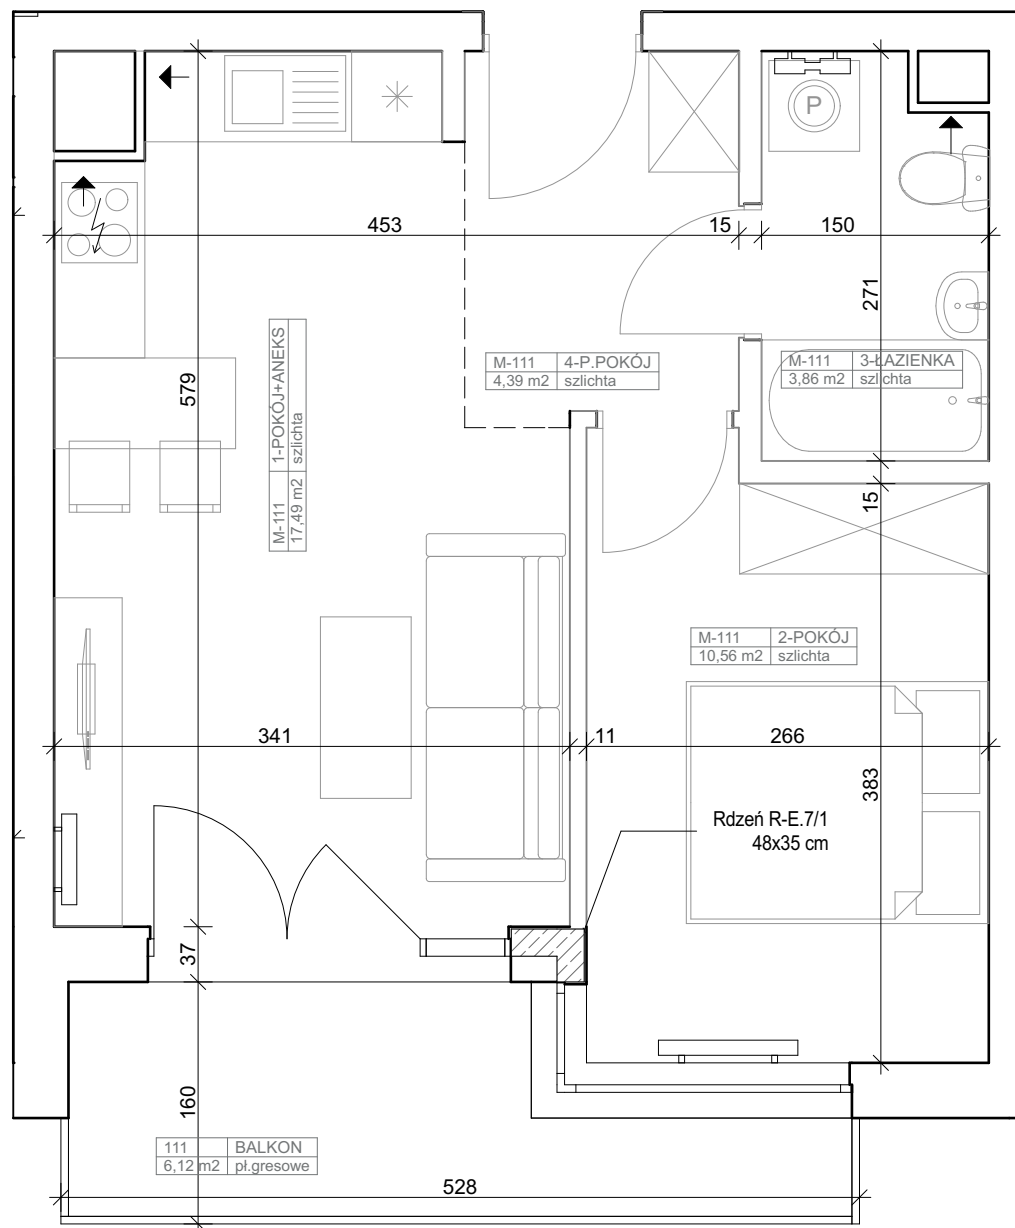 P
453
15
150
271
M-111 4-P.POKÓJ
4,39 m2 szlichta
M-111 3-ŁAZIENKA
3,86 m2 szlichta
579
M-111 1-POKÓJ+ANEKS
17,49 m2 szlichta
15
M-111 2-POKÓJ
10,56 m2 szlichta
341
11
266
383
Rdzeń R-E.7/1
48x35 cm
37
160
111 BALKON
6,12 m2 pł.gresowe
528